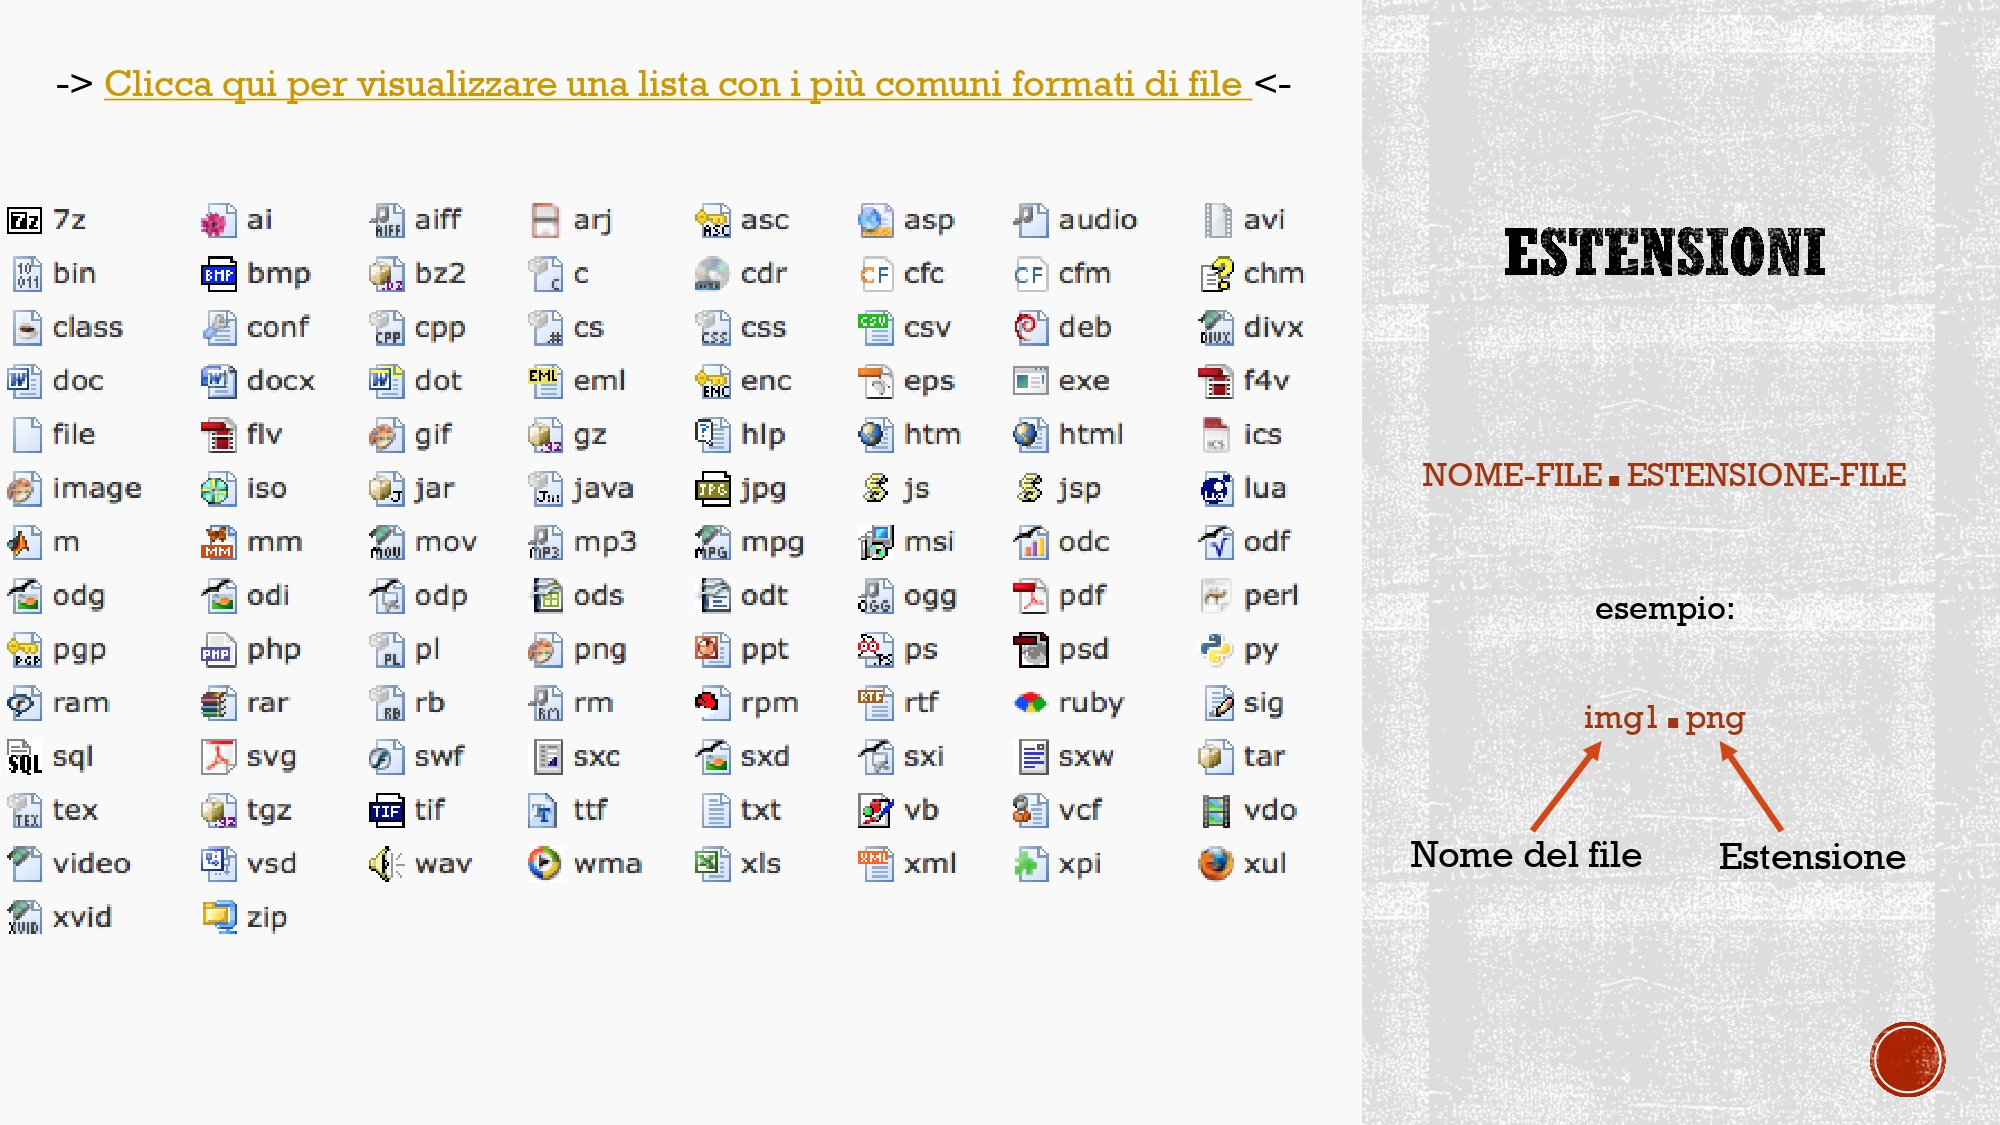 -> Clicca qui per visualizzare una lista con i più comuni formati di file <-
7z ai aiff arj asc asp audio avi
bin bmp bz2 c cdr cfc cfm chm
class conf cpp cs css csv deb divx
doc docx dot eml enc eps exe f4v
file flv gif gz hlp htm html ics
image iso jar java jpg js jsp lua
m mm mov mp3 mpg msi odc odf
odg odi odp ods odt ogg pdf perl
pgp php pl png ppt ps psd py
ram rar rb rm rpm rtf ruby sig
sql svg swf sxc sxd sxi sxw tar
tex tgz tif ttf txt vb vcf vdo
video vsd wav wma xls xml xpi xul
xvid zip
ESTENSIONI
NOME-FILE.ESTENSIONE-FILE
esempio:
img1.png
Nome del file Estensione